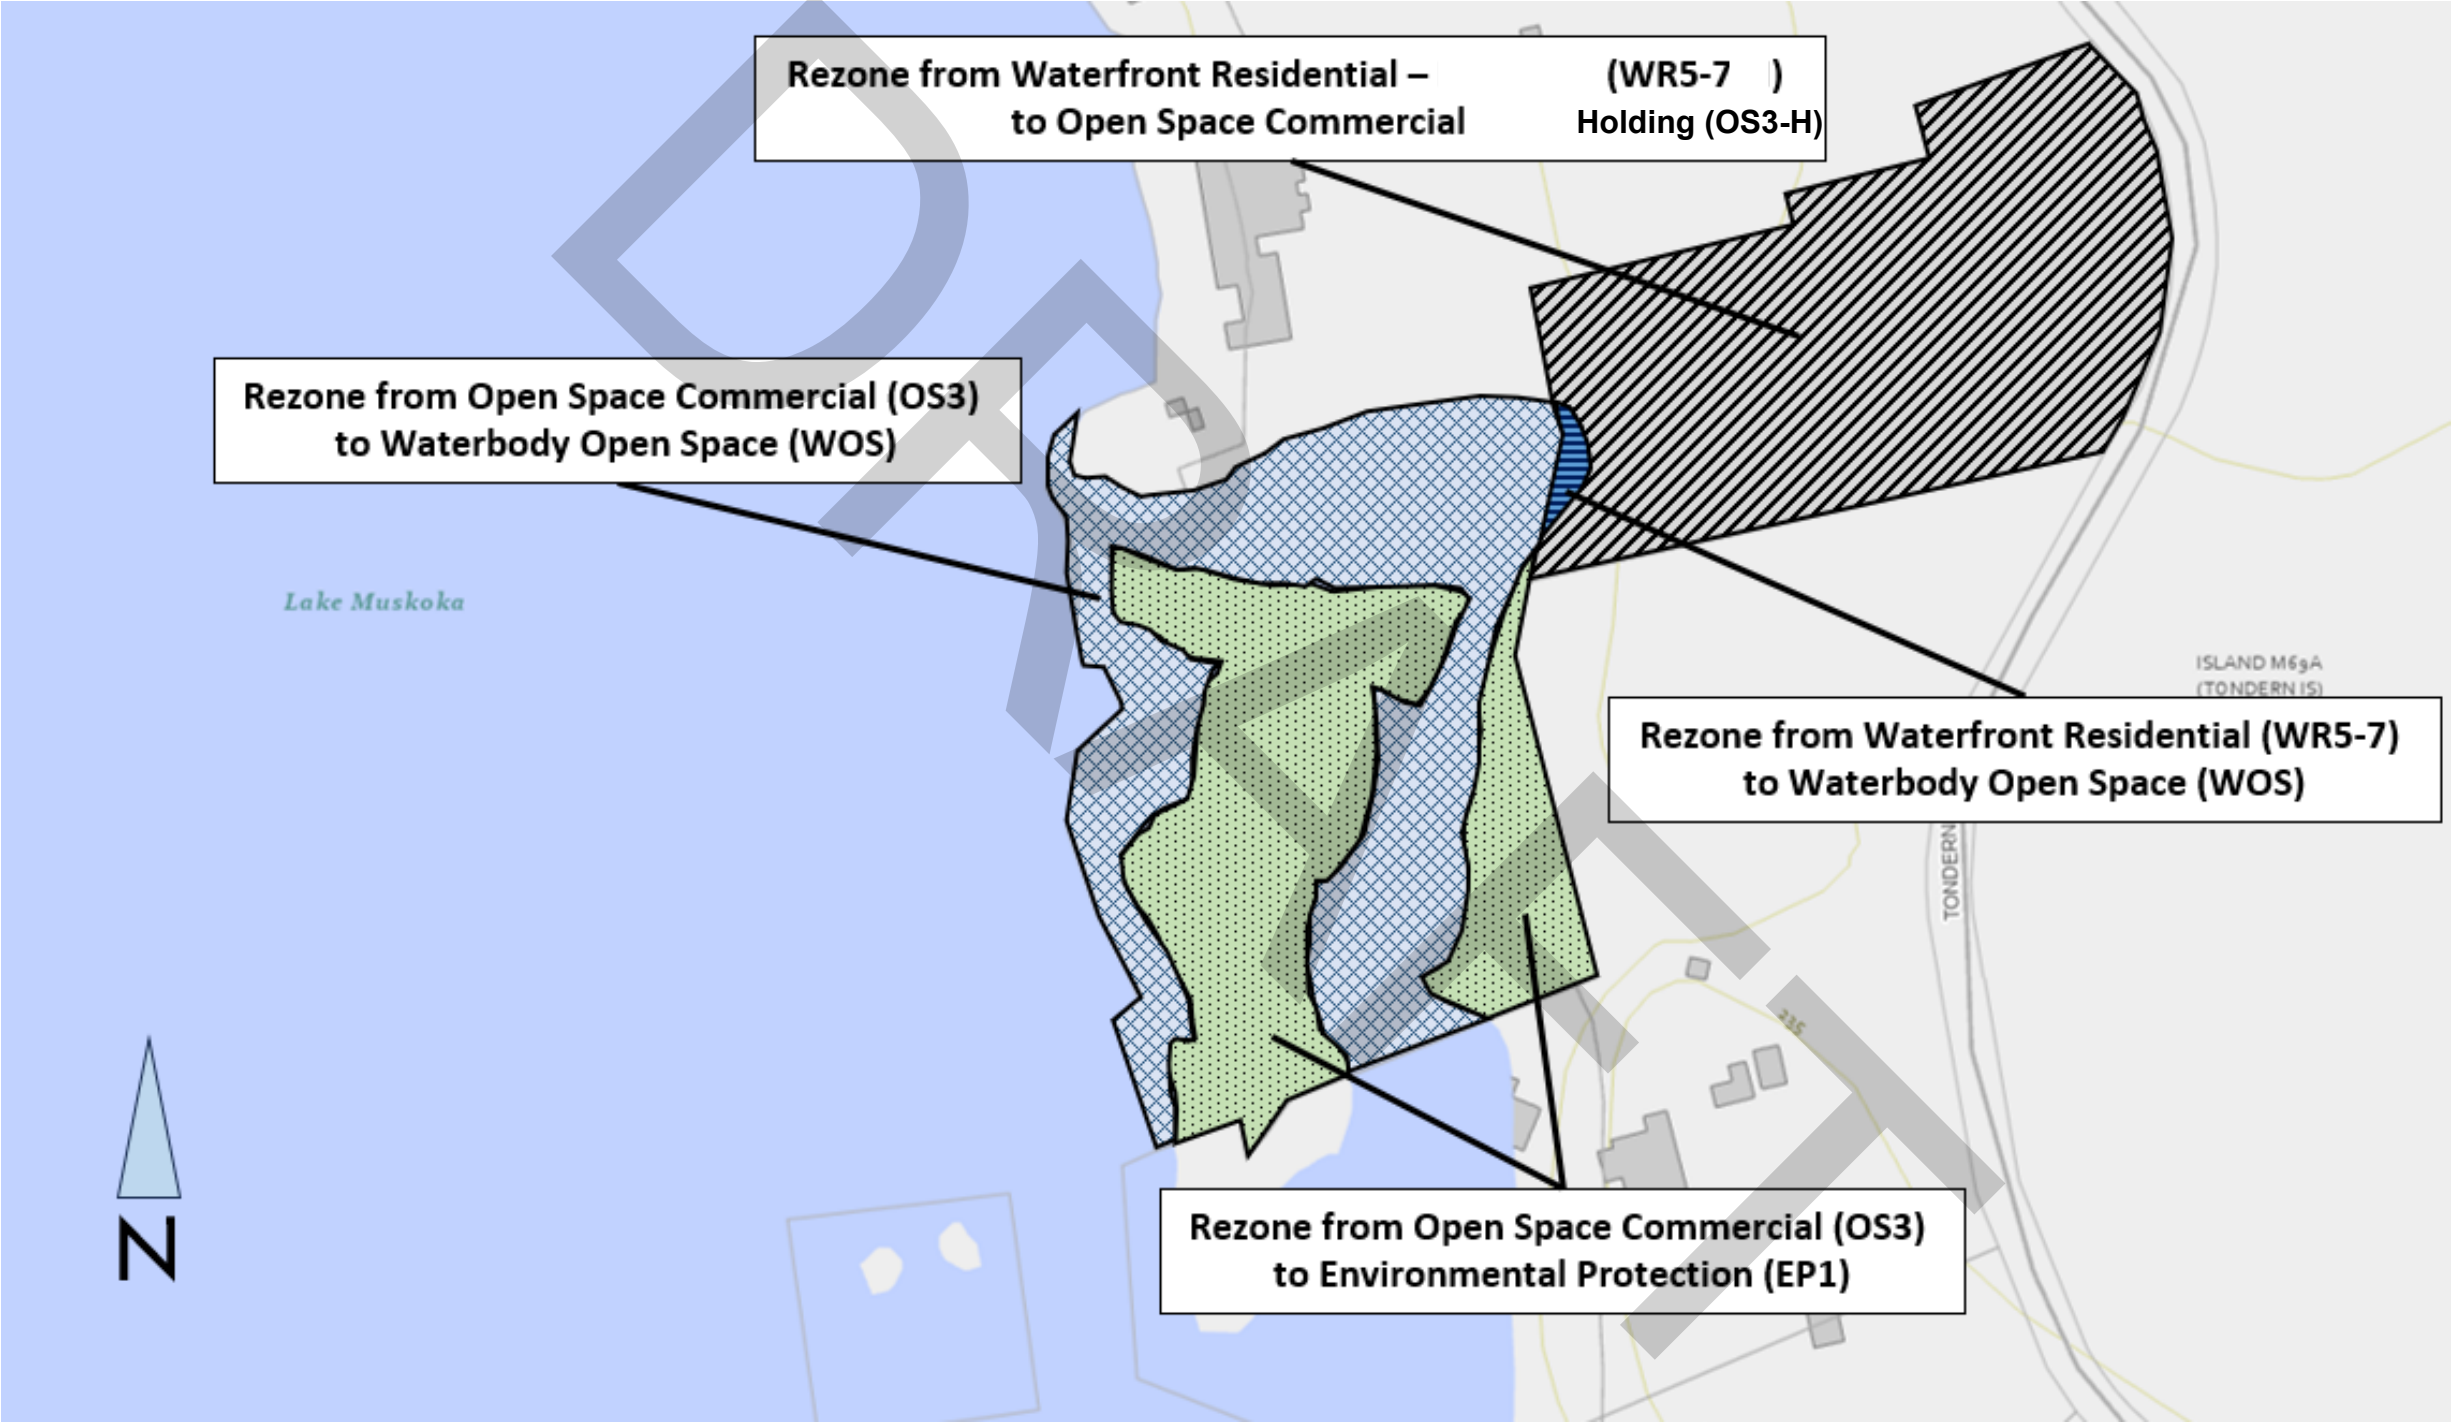 Rezone from Waterfront Residential – (WR5-7 )
to Open Space Commercial Holding (OS3-H)
Rezone from Open Space Commercial (OS3)
to Waterbody Open Space (WOS)
Lake Muskoka
ISLAND M69A
(TONDERN IS)
Rezone from Waterfront Residential (WR5-7)
to Waterbody Open Space (WOS)
TONDERN
235
Rezone from Open Space Commercial (OS3)
to Environmental Protection (EP1)
N
DRAFT